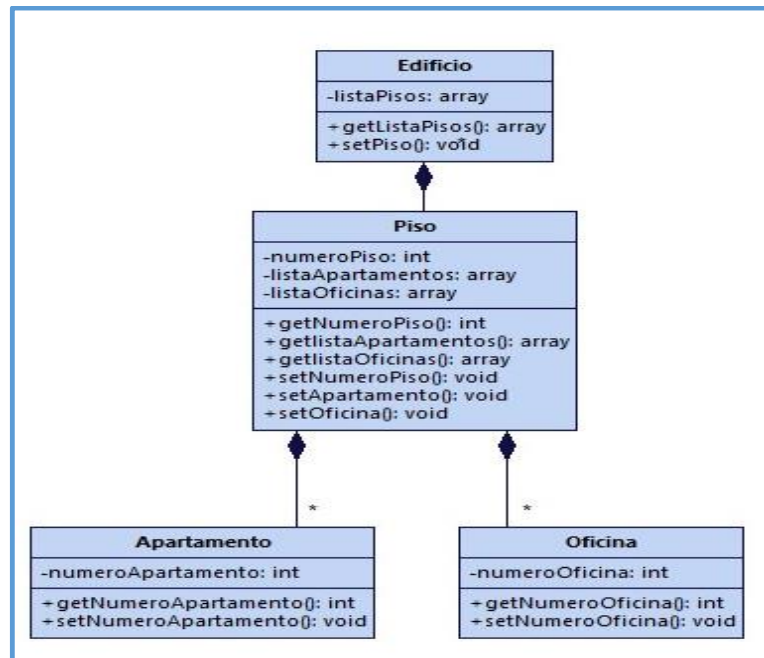 Edificio
-listaPisos: array
+getListaPisos(): array
+setPiso(): void
*
Piso
-numeroPiso: int
-listaApartamentos: array
-listaOficinas: array
+getNumeroPiso(): int
+getlistaApartamentos(): array
+getlistaOficinas(): array
+setNumeroPiso(): void
+setApartamento(): void
+setOficina(): void
* *
Apartamento
-numeroApartamento: int
+getNumeroApartamento(): int
+setNumeroApartamento(): void
Oficina
-numeroOficina: int
+getNumeroOficina(): int
+setNumeroOficina(): void